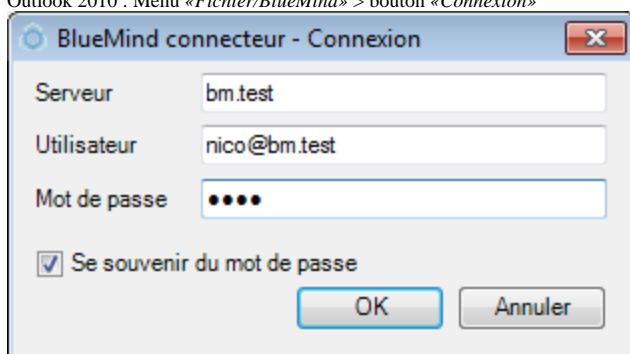 Outlook 2010 : Menu «Fichier/BlueMind» > bouton «Connexion»
BlueMind connecteur - Connexion
Serveur
bm.test
Utilisateur
nico@bm.test
Mot de passe
●●●●
Se souvenir du mot de passe
OK
Annuler